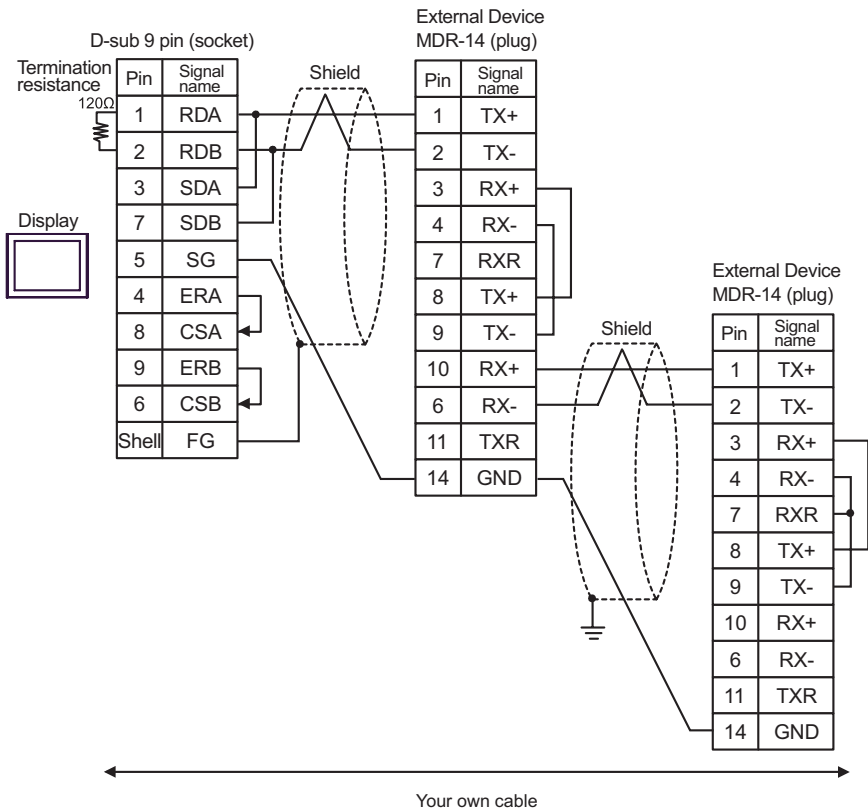 D-sub 9 pin (socket)
Termination resistance
120Ω
Pin Signal name
1 RDA
2 RDB
3 SDA
7 SDB
5 SG
4 ERA
8 CSA
9 ERB
6 CSB
Shell FG
Display
Shield
External Device
MDR-14 (plug)
Pin Signal name
1 TX+
2 TX-
3 RX+
4 RX-
7 RXR
8 TX+
9 TX-
10 RX+
6 RX-
11 TXR
14 GND
Shield
External Device
MDR-14 (plug)
Pin Signal name
1 TX+
2 TX-
3 RX+
4 RX-
7 RXR
8 TX+
9 TX-
10 RX+
6 RX-
11 TXR
14 GND
Your own cable